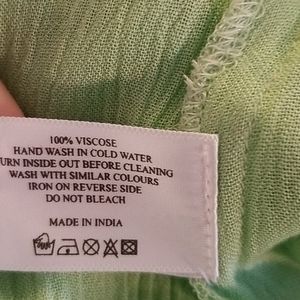 100% VISCOSE
HAND WASH IN COLD WATER
URN INSIDE OUT BEFORE CLEANING
WASH WITH SIMILAR COLOURS
IRON ON REVERSE SIDE
DO NOT BLEACH
MADE IN INDIA